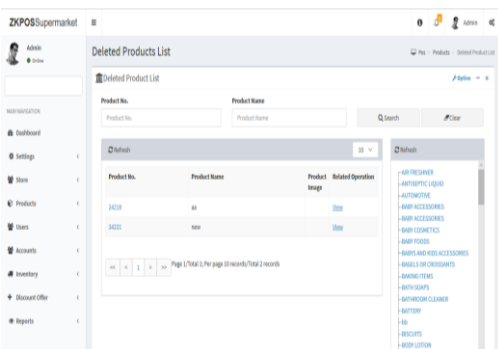 ZKPOSSupermarket
Admin
Admin
Online
Deleted Products List
Pos
Products
Deleted Product List
MAIN NAVIGATION
Dashboard
Settings
Store
Products
Users
Accounts
Inventory
Discount Offer
Reports
Deleted Product List
Option
Product No.
Product Name
Product No.
Product Name
Search
Clear
Refresh
10
Product No.
Product Name
Product Image
Related Operation
aa
View
new
View
<< < 1 > >> Page 1/Total 1; Per page 10 records/Total 2 records
Refresh
AIR FRESHNER
ANTISEPTIC LIQUID
AUTOMOTIVE
BABY ACCESSORIES
BABY ACCESSORIES
BABY COSMETICS
BABY FOODS
BABYS AND KIDS ACCESSORIES
BAGELS OR CROISSANTS
BAKING ITEMS
BATH SOAPS
BATHROOM CLEANER
BATTERY
bb
BISCUITS
BODY LOTION